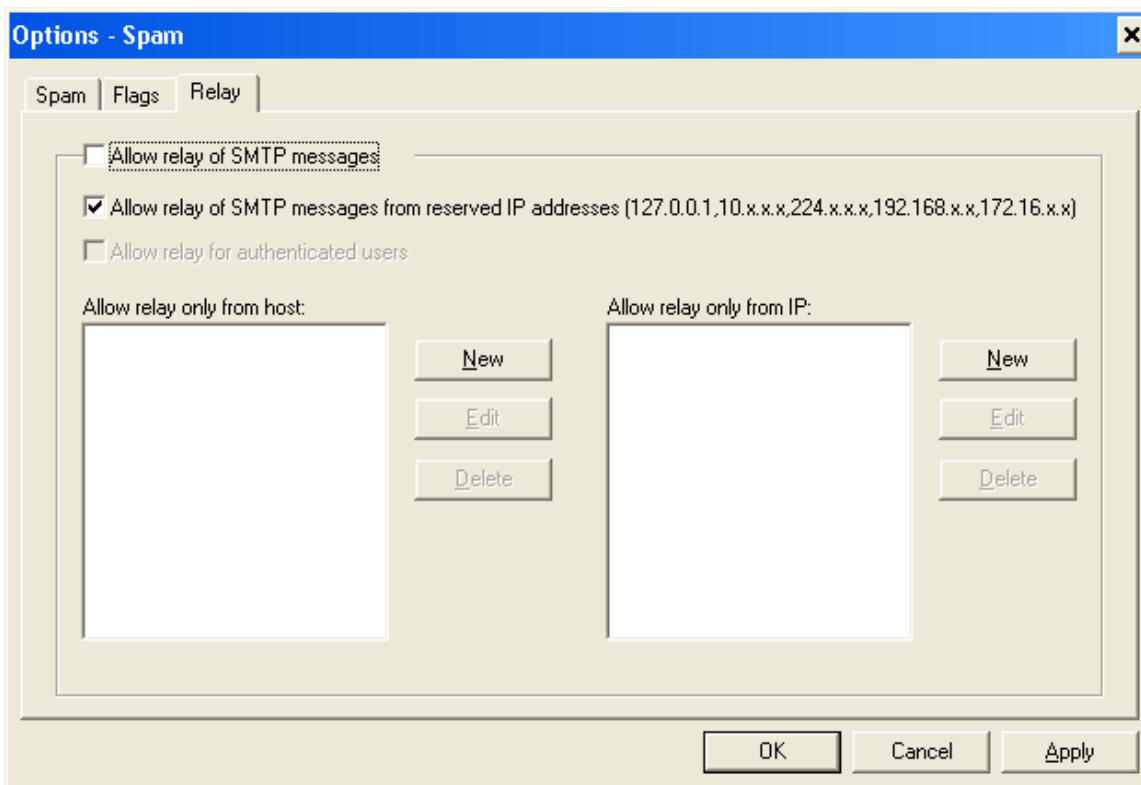 Options - Spam
Spam Flags Relay
Allow relay of SMTP messages
Allow relay of SMTP messages from reserved IP addresses (127.0.0.1,10.x.x.x,224.x.x.x,192.168.x.x,172.16.x.x)
Allow relay for authenticated users
Allow relay only from host: Allow relay only from IP:
New New
Edit Edit
Delete Delete
OK Cancel Apply